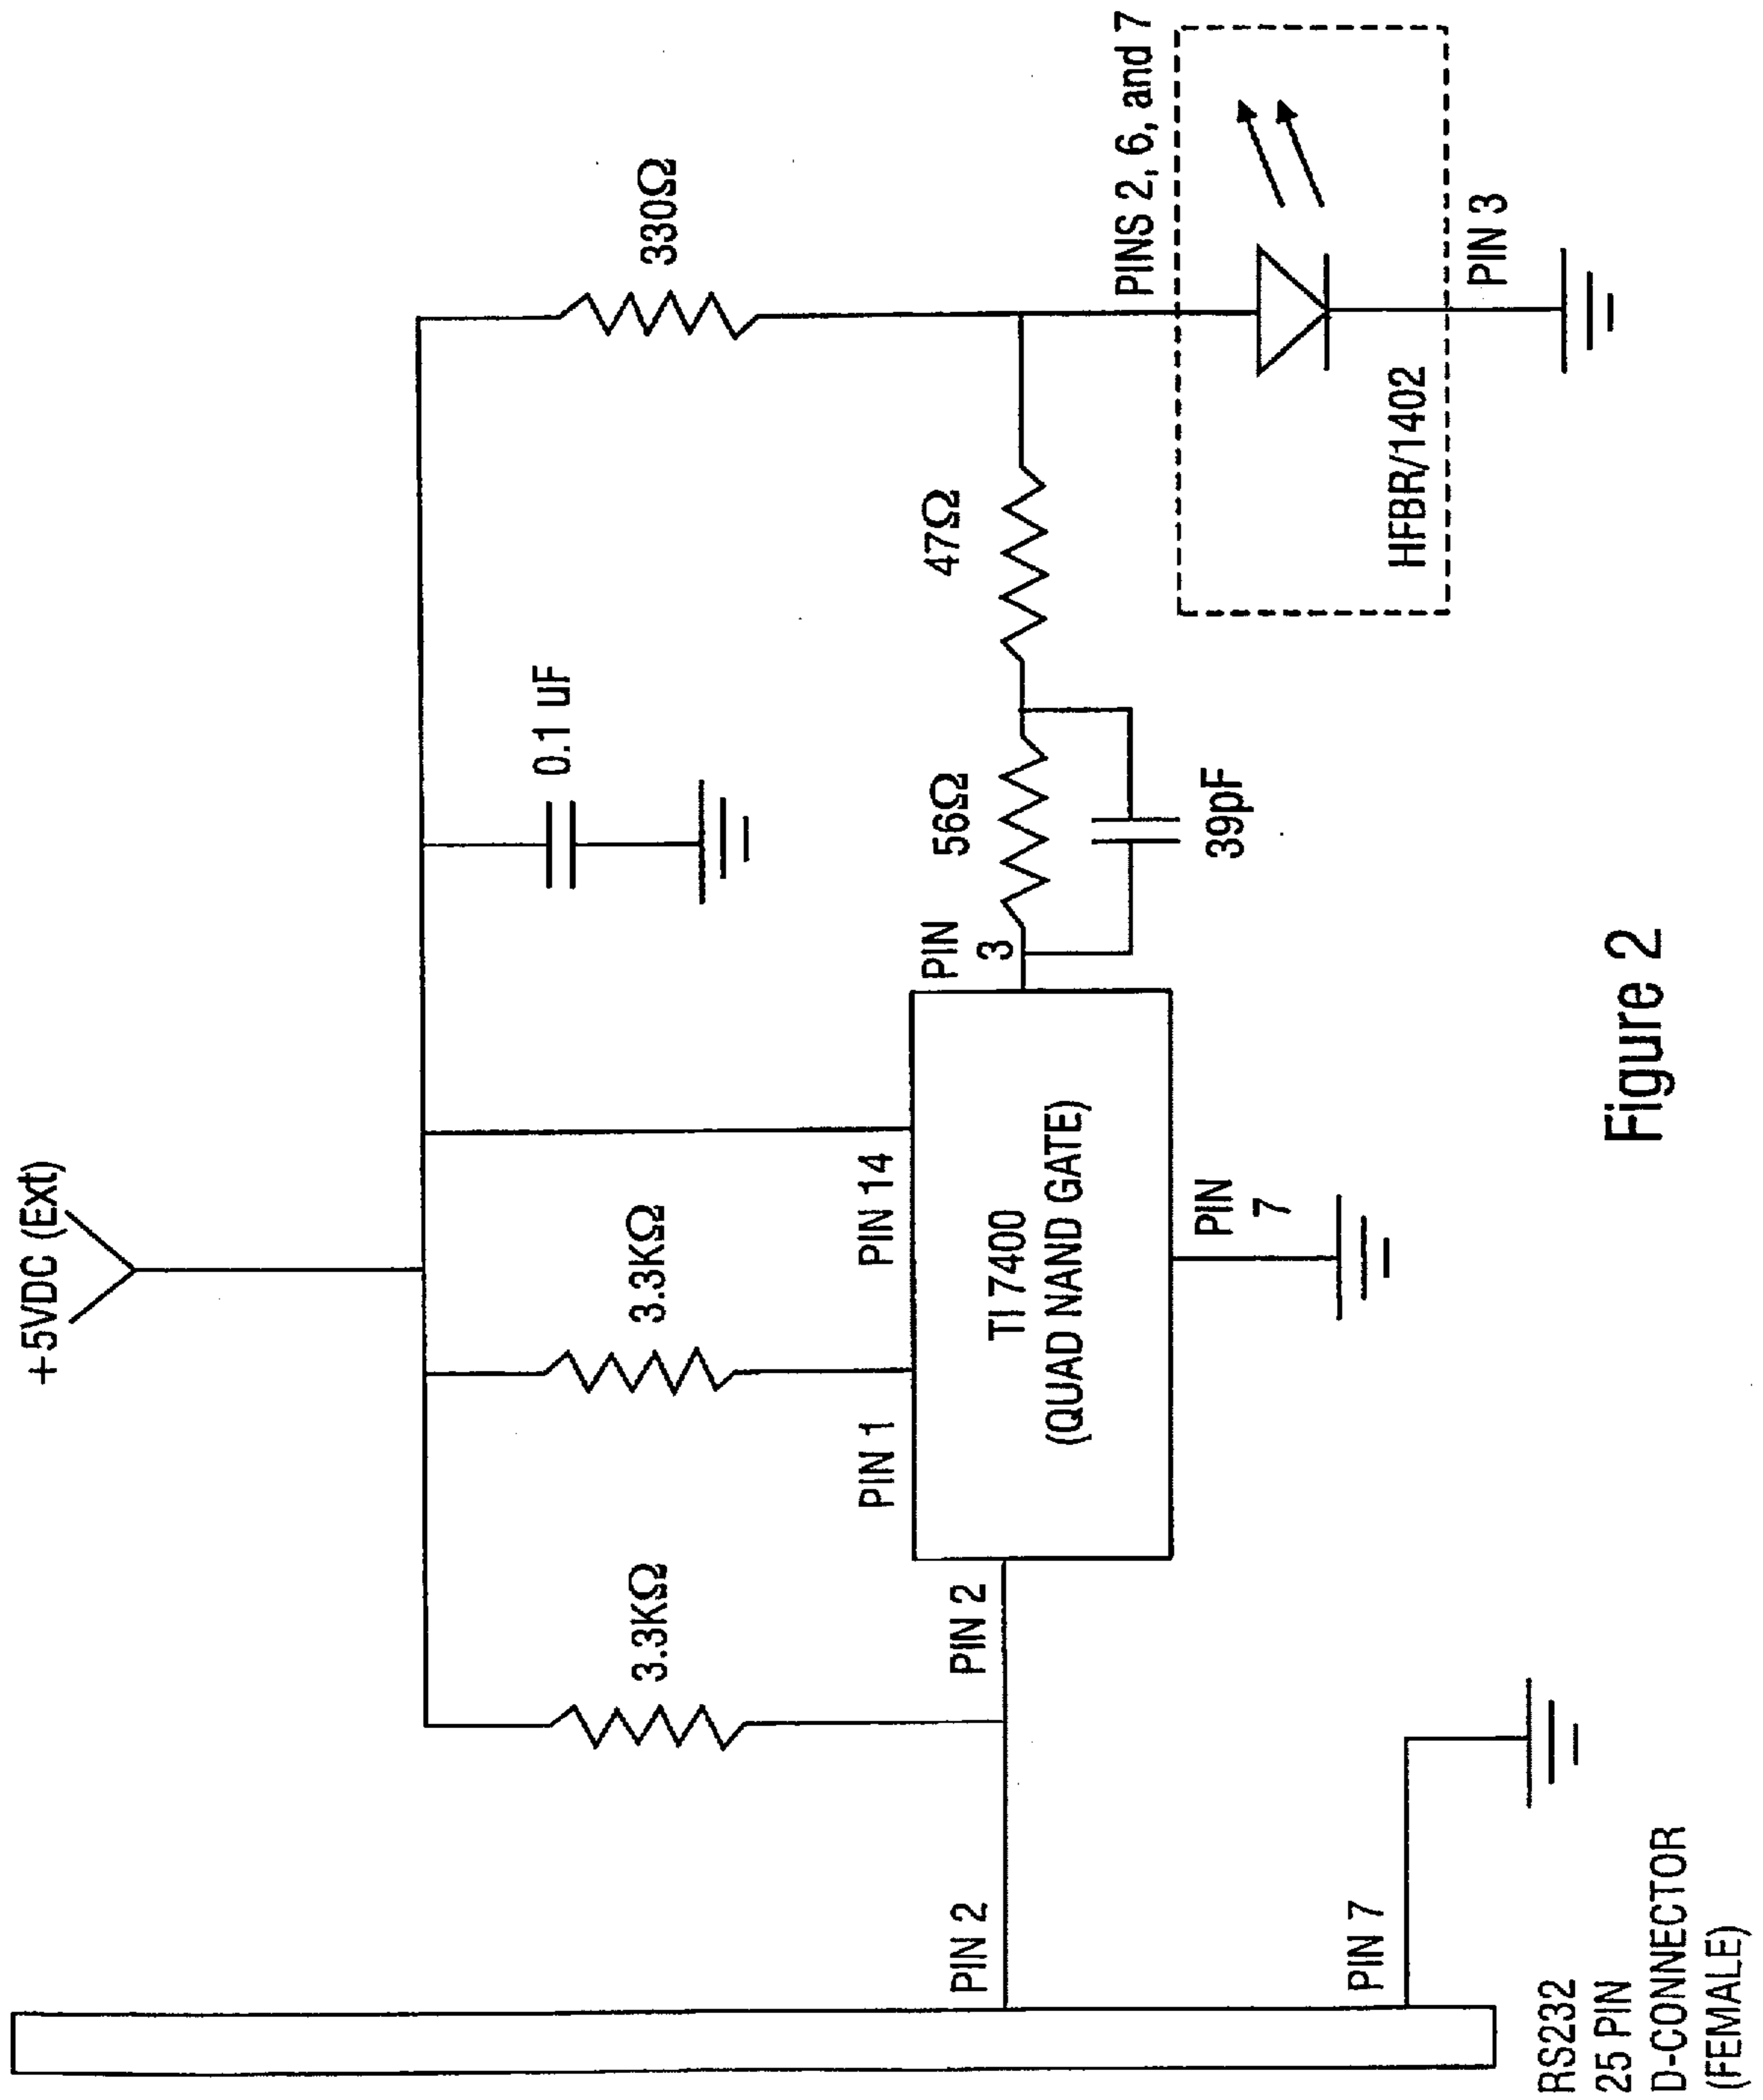 +5VDC (Ext)
3.3KΩ
3.3KΩ
0.1 uF
330Ω
PIN 1
PIN 14
PIN
3
56Ω
47Ω
39pF
PIN 2
PIN 2
TI 7400
(QUAD NAND GATE)
PIN
7
PINS 2, 6, and 7
HFBR/1402
PIN 3
PIN 7
RS232
25 PIN
D-CONNECTOR
(FEMALE)
Figure 2